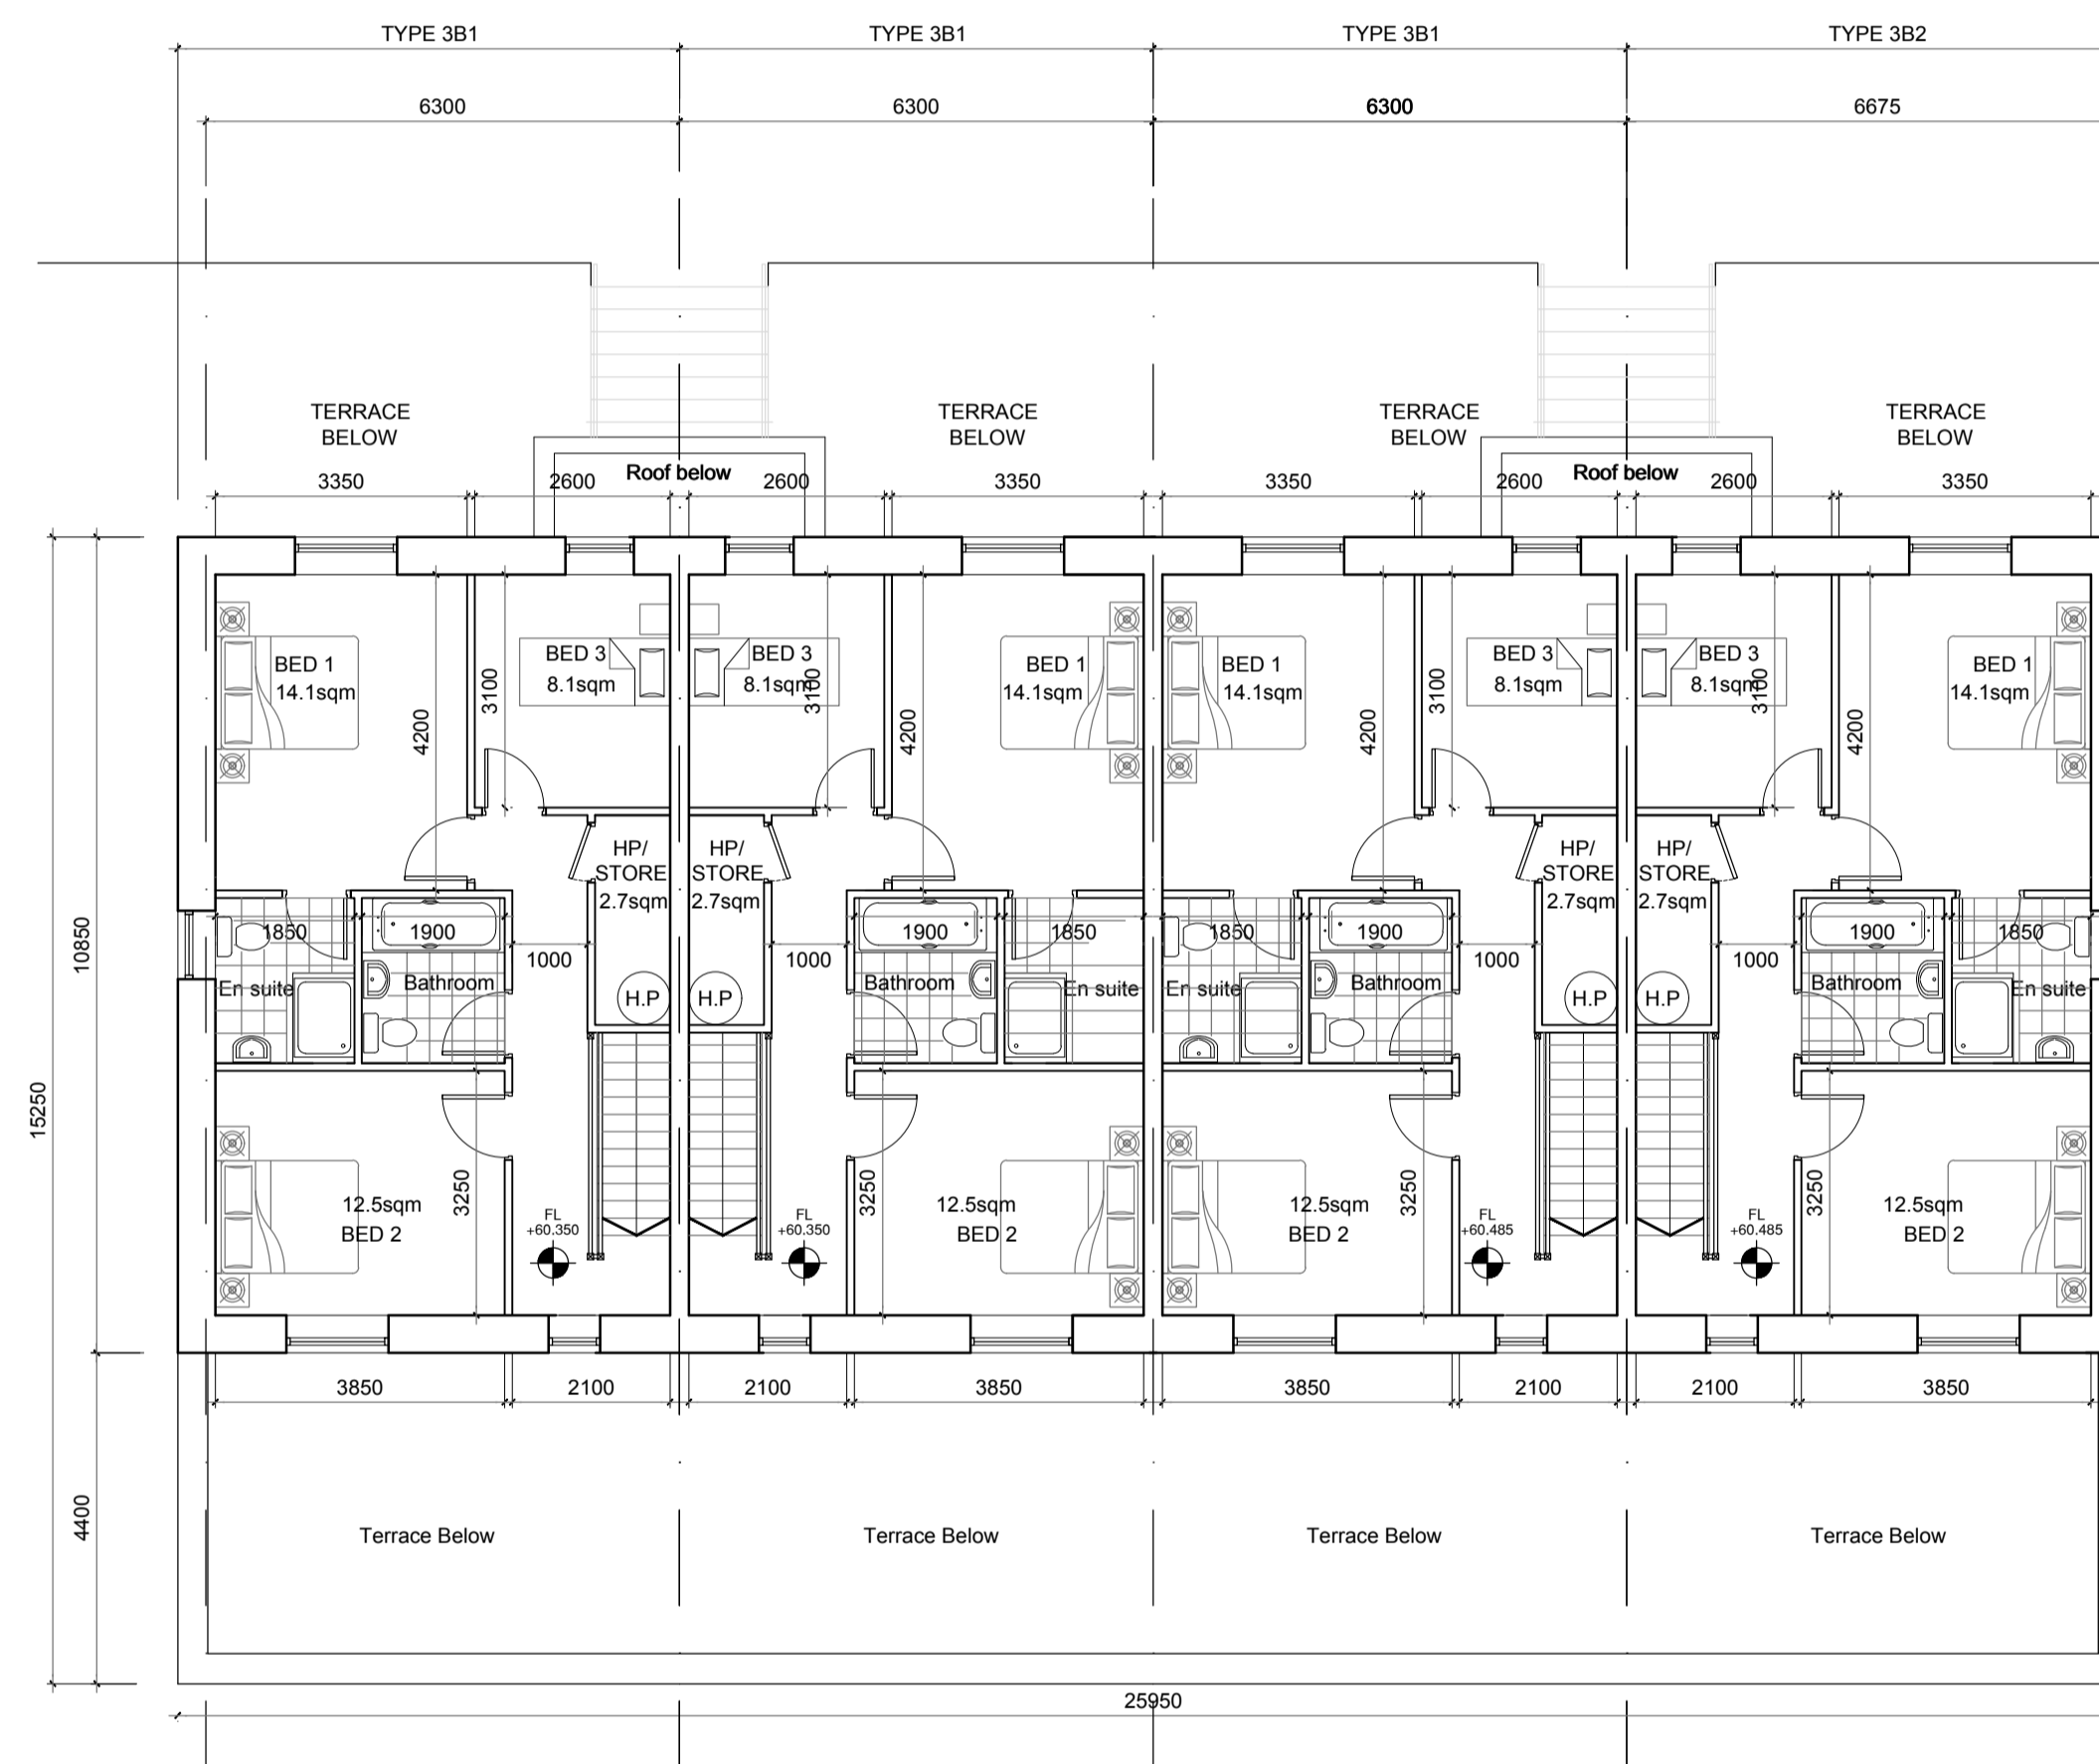 TYPE 3B1 TYPE 3B1 TYPE 3B1 TYPE 3B2
6300 6300 6300 6675
TERRACE TERRACE TERRACE TERRACE
BELOW BELOW BELOW BELOW
Roof below Roof below
3350 2600 2600 3350 3350 2600 2600 3350
BED 3 BED 3 BED 3 BED 3
BED 1 BED 1 BED 1 BED 1
8.1sqm 8.1sqm 8.1sqm 8.1sqm
14.1sqm 14.1sqm 14.1sqm 14.1sqm
3100 3100 3100 3100
4200 4200 4200 4200
HP/ HP/ HP/ HP/
STORE STORE STORE STORE
2.7sqm 2.7sqm 2.7sqm 2.7sqm
1850 1900 1900 1850 1850 1900 1900 1850
10850
1000 1000 1000 1000
Bathroom Bathroom Bathroom Bathroom
En suite En suite En suite En suite
H.P H.P H.P H.P
15250
3250 3250 3250 3250
12.5sqm 12.5sqm 12.5sqm 12.5sqm
FL FL FL FL
+60.350 +60.350 +60.485 +60.485
BED 2 BED 2 BED 2 BED 2
3850 2100 2100 3850 3850 2100 2100 3850
4400
Terrace Below Terrace Below Terrace Below Terrace Below
25950